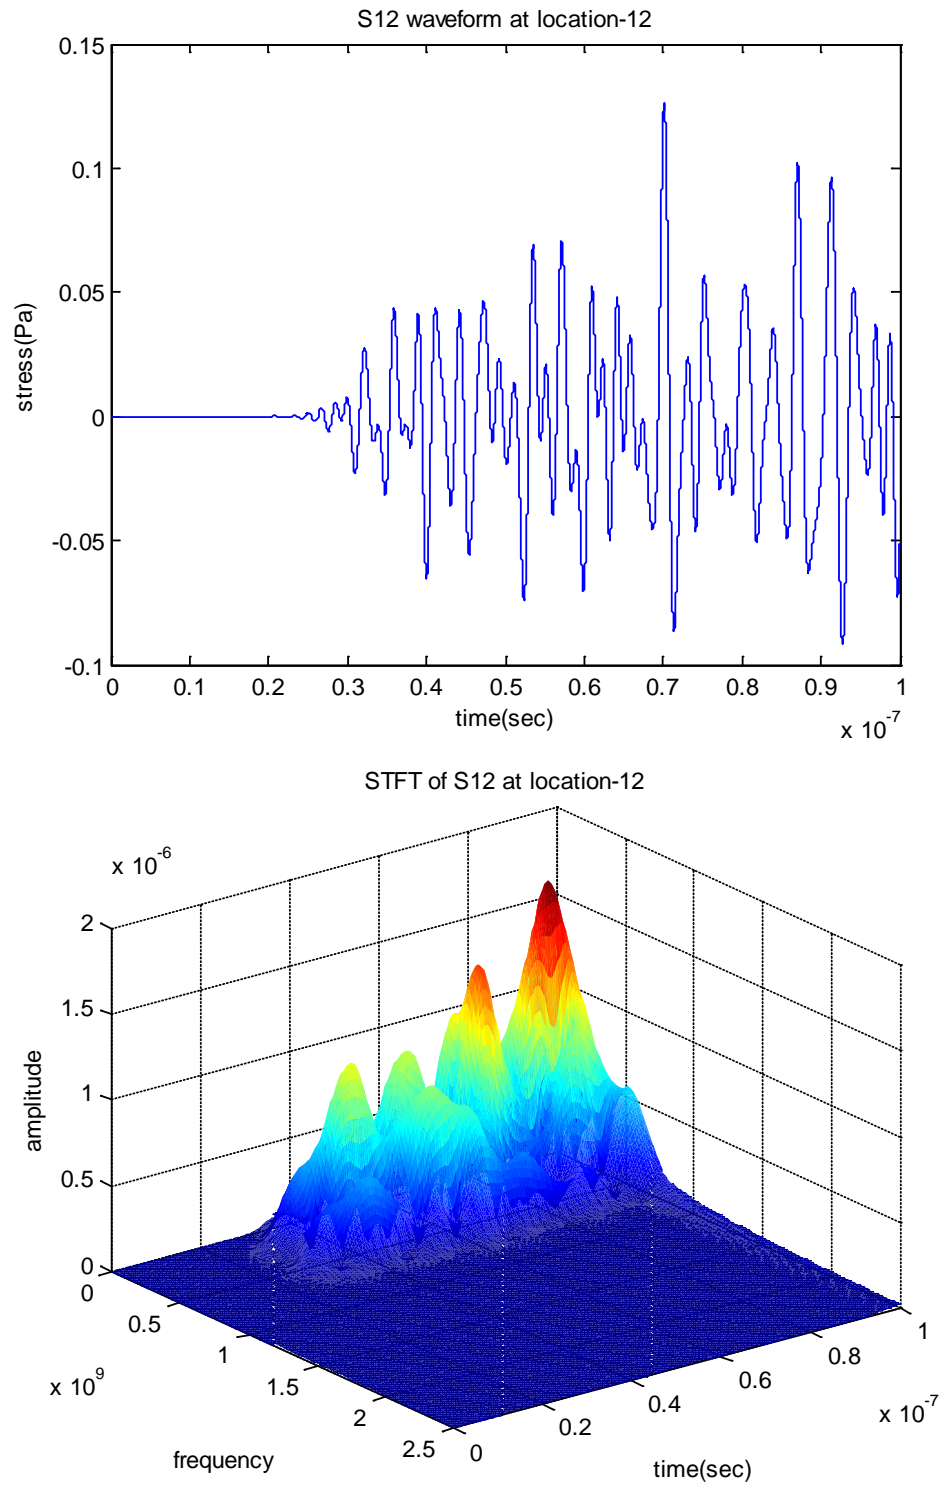 S12 waveform at location-12
0.15
0.1
0.05
0
-0.05
-0.1
stress(Pa)
0 0.1 0.2 0.3 0.4 0.5 0.6 0.7 0.8 0.9 1
time(sec)
x 10-7
STFT of S12 at location-12
x 10-6
2
1.5
1
0.5
0
amplitude
0
0.5
1
1.5
2
2.5
x 109
frequency
0
0.2
0.4
0.6
0.8
1
x 10-7
time(sec)